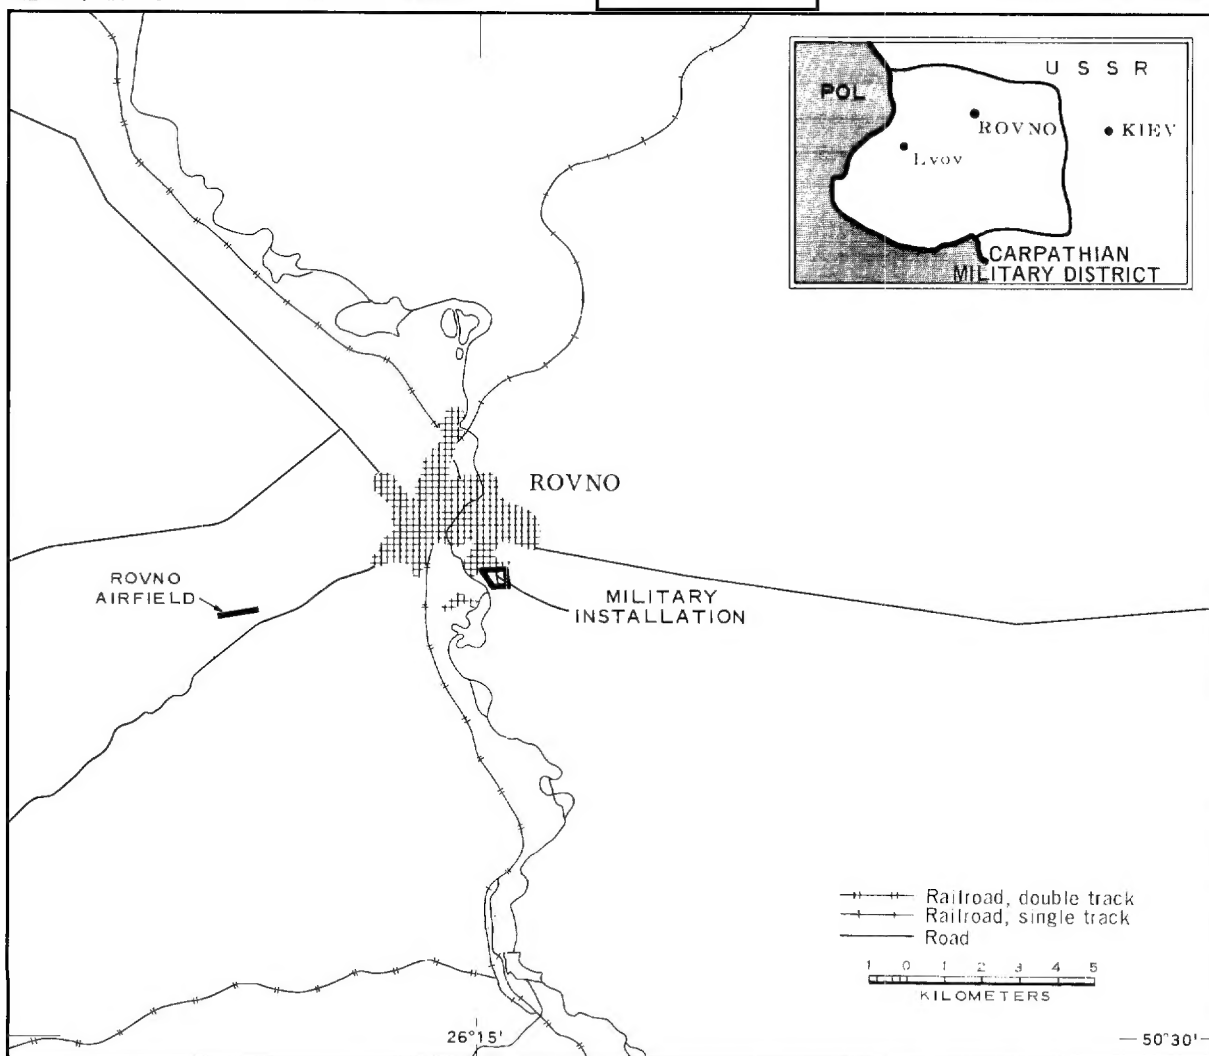 U S S R
POL
ROVNO
KIEV
Lvov
CARPATHIAN
MILITARY DISTRICT
ROVNO
ROVNO
AIRFIELD
MILITARY
INSTALLATION
Railroad, double track
Railroad, single track
Road
1 0 1 2 3 4 5
KILOMETERS
26°15'
50°30'